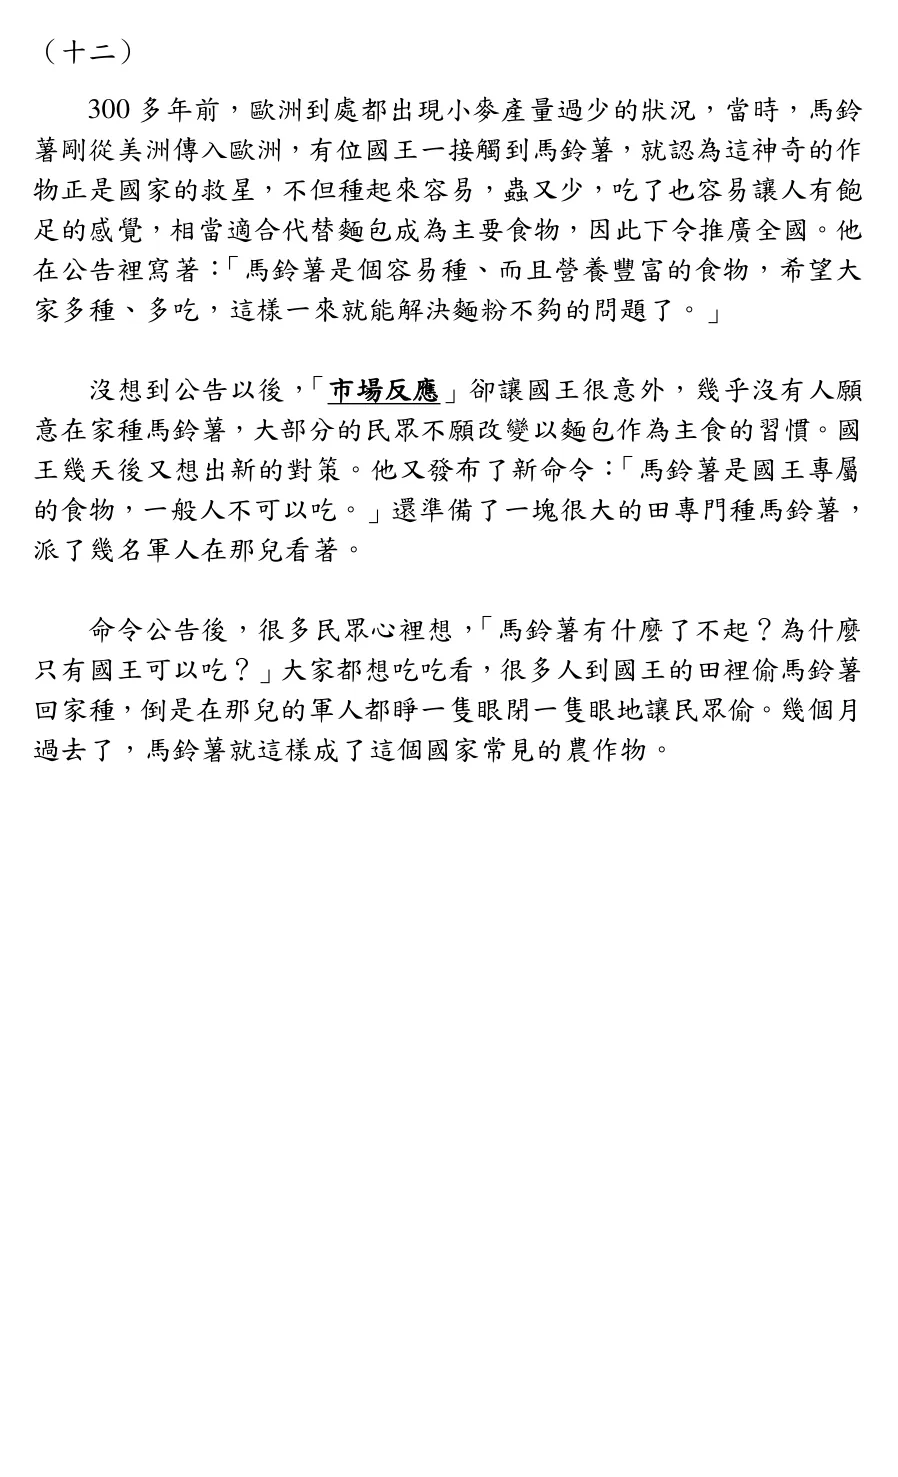 （十二）
300 多年前，歐洲到處都出現小麥產量過少的狀況，當時，馬鈴
薯剛從美洲傳入歐洲，有位國王一接觸到馬鈴薯，就認為這神奇的作
物正是國家的救星，不但種起來容易，蟲又少，吃了也容易讓人有飽
足的感覺，相當適合代替麵包成為主要食物，因此下令推廣全國。他
在公告裡寫著：「馬鈴薯是個容易種、而且營養豐富的食物，希望大
家多種、多吃，這樣一來就能解決麵粉不夠的問題了。」
沒想到公告以後，「市場反應」卻讓國王很意外，幾乎沒有人願
意在家種馬鈴薯，大部分的民眾不願改變以麵包作為主食的習慣。國
王幾天後又想出新的對策。他又發布了新命令：「馬鈴薯是國王專屬
的食物，一般人不可以吃。」還準備了一塊很大的田專門種馬鈴薯，
派了幾名軍人在那兒看著。
命令公告後，很多民眾心裡想，「馬鈴薯有什麼了不起？為什麼
只有國王可以吃？」大家都想吃吃看，很多人到國王的田裡偷馬鈴薯
回家種，倒是在那兒的軍人都睜一隻眼閉一隻眼地讓民眾偷。幾個月
過去了，馬鈴薯就這樣成了這個國家常見的農作物。